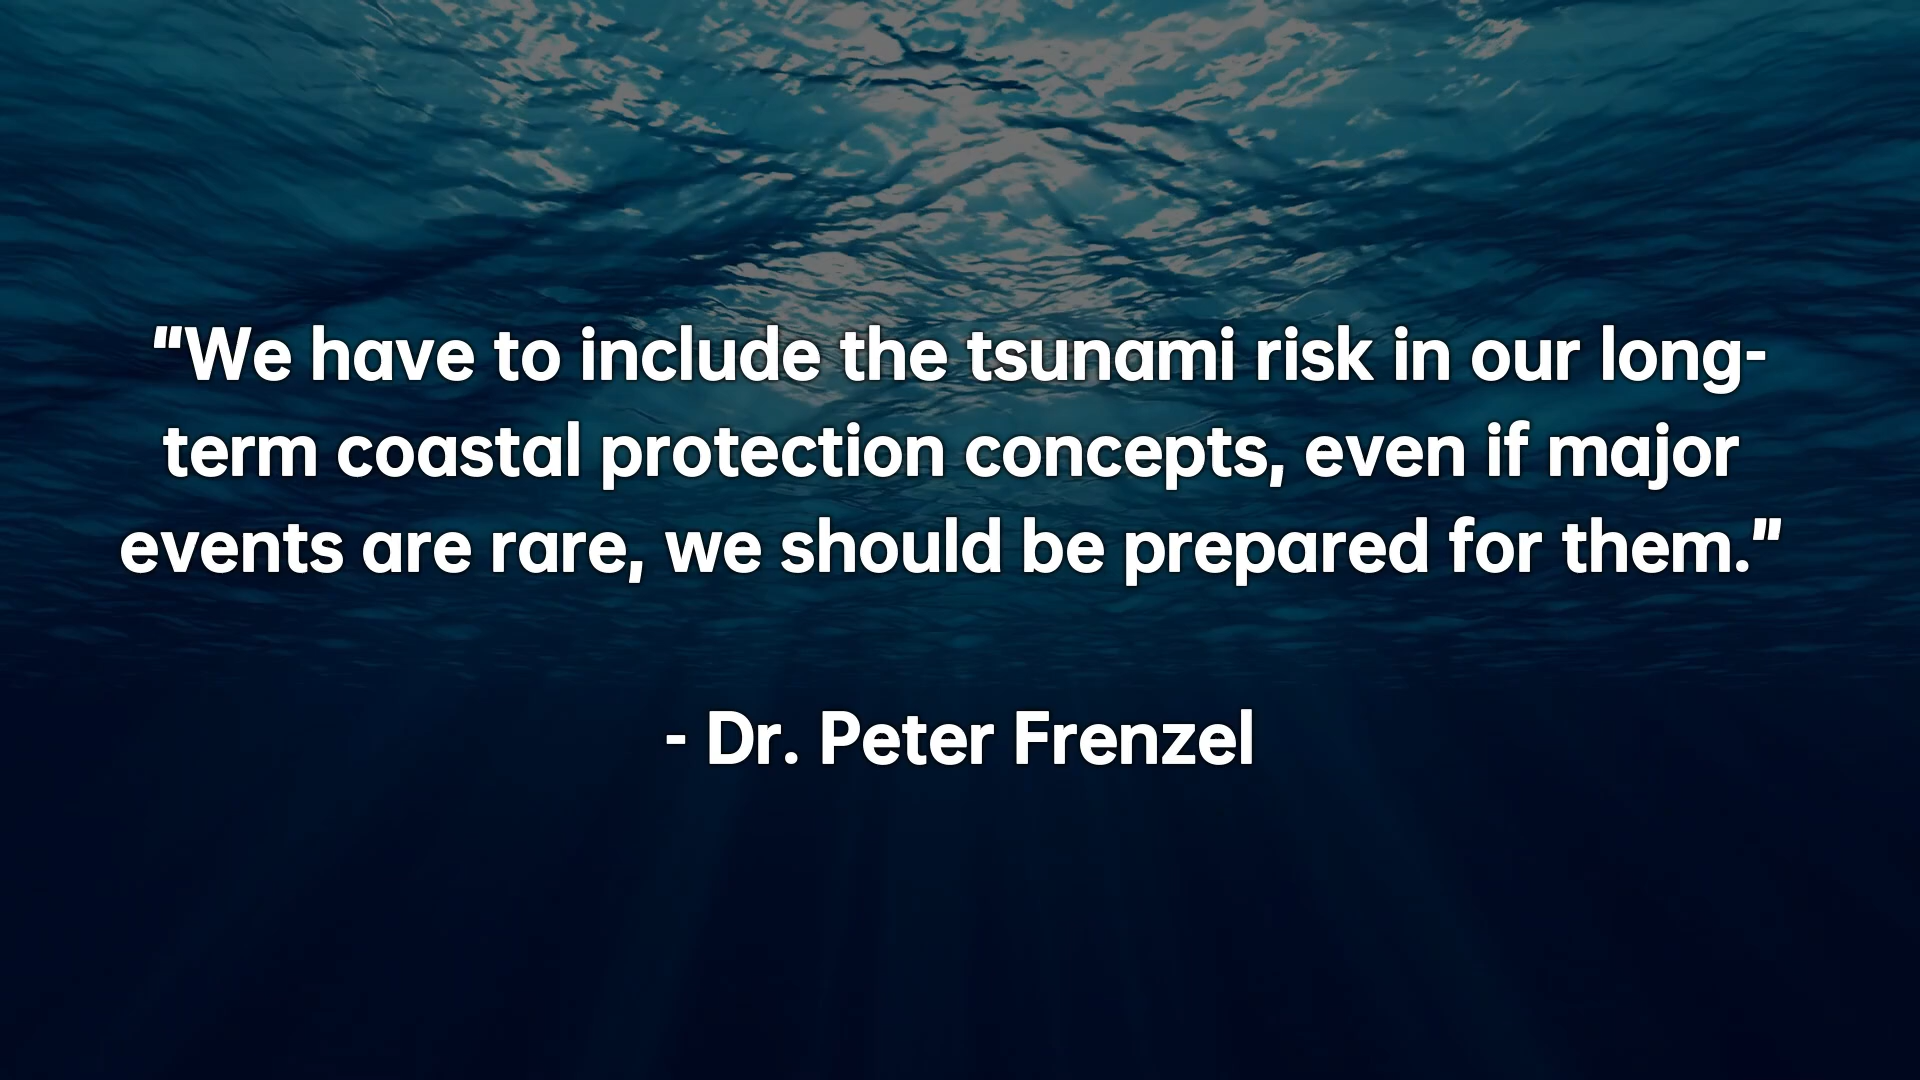 "We have to include the tsunami risk in our long-
term coastal protection concepts, even if major
events are rare, we should be prepared for them."
- Dr. Peter Frenzel